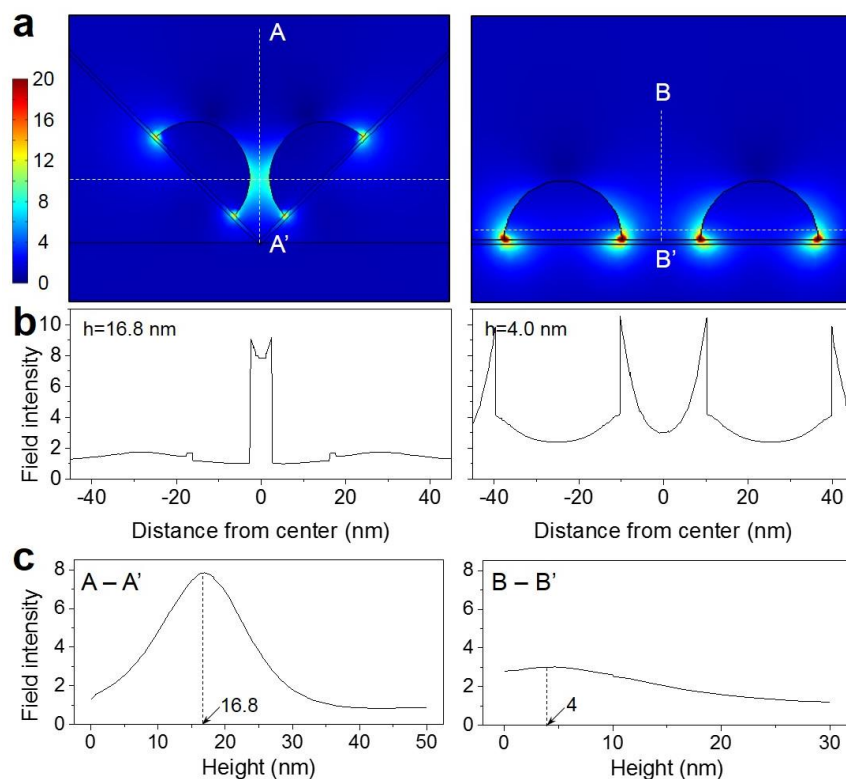 a
A
A'
B
B'
20
16
12
8
4
0
b
h=16.8 nm
h=4.0 nm
Field intensity
10
8
6
4
2
0
-40 -20 0 20 40
-40 -20 0 20 40
Distance from center (nm)
Distance from center (nm)
c
A – A'
B – B'
Field intensity
8
6
4
2
0
16.8
8
6
4
2
0
4
0 10 20 30 40 50
0 10 20 30
Height (nm)
Height (nm)